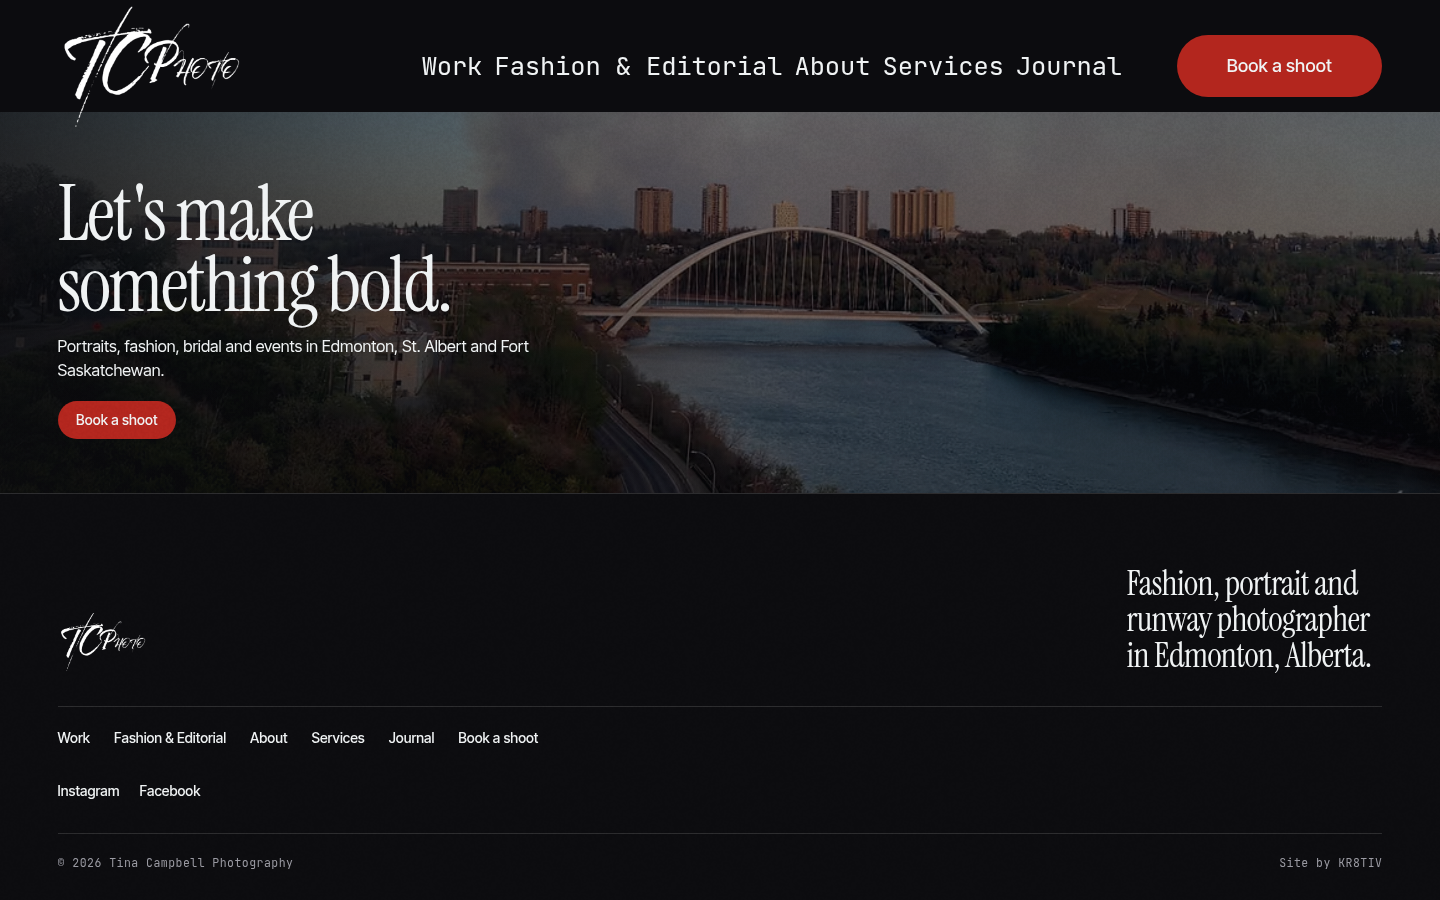 TCPHOTO
Work Fashion & Editorial About Services Journal
Book a shoot
Let's make
something bold.
Portraits, fashion, bridal and events in Edmonton, St. Albert and Fort
Saskatchewan.
Book a shoot
Fashion, portrait and
runway photographer
in Edmonton, Alberta.
TCPHOTO
Work Fashion & Editorial About Services Journal Book a shoot
Instagram Facebook
© 2026 Tina Campbell Photography
Site by KR8TIV